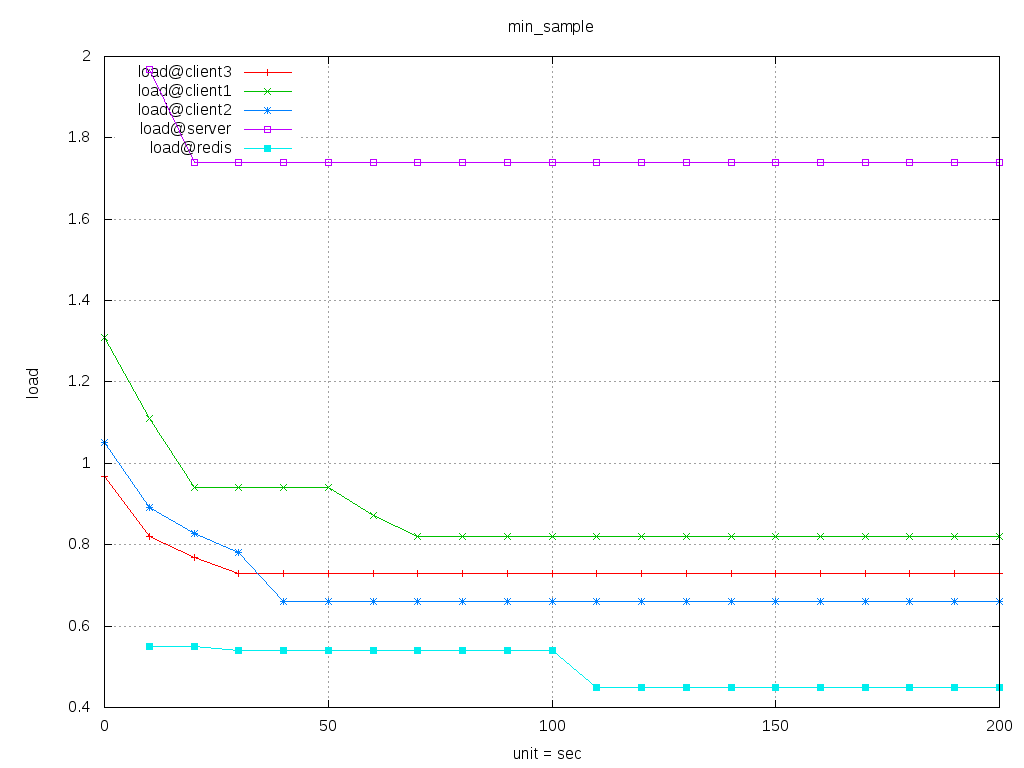 min_sample
2
load@client3
load@client1
load@client2
load@server
load@redis
1.8
1.6
1.4
1.2
1
0.8
0.6
0.4
load
0 50 100 150 200
unit = sec